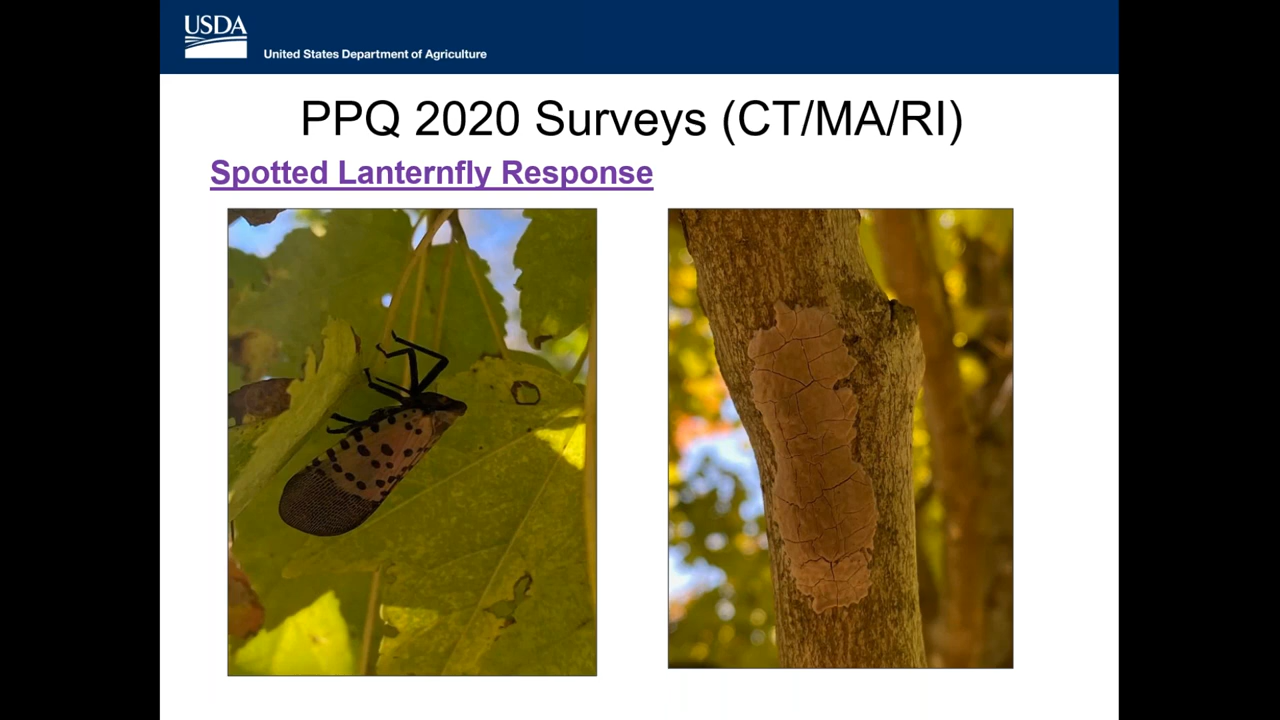 USDA
United States Department of Agriculture
PPQ 2020 Surveys (CT/MA/RI)
Spotted Lanternfly Response